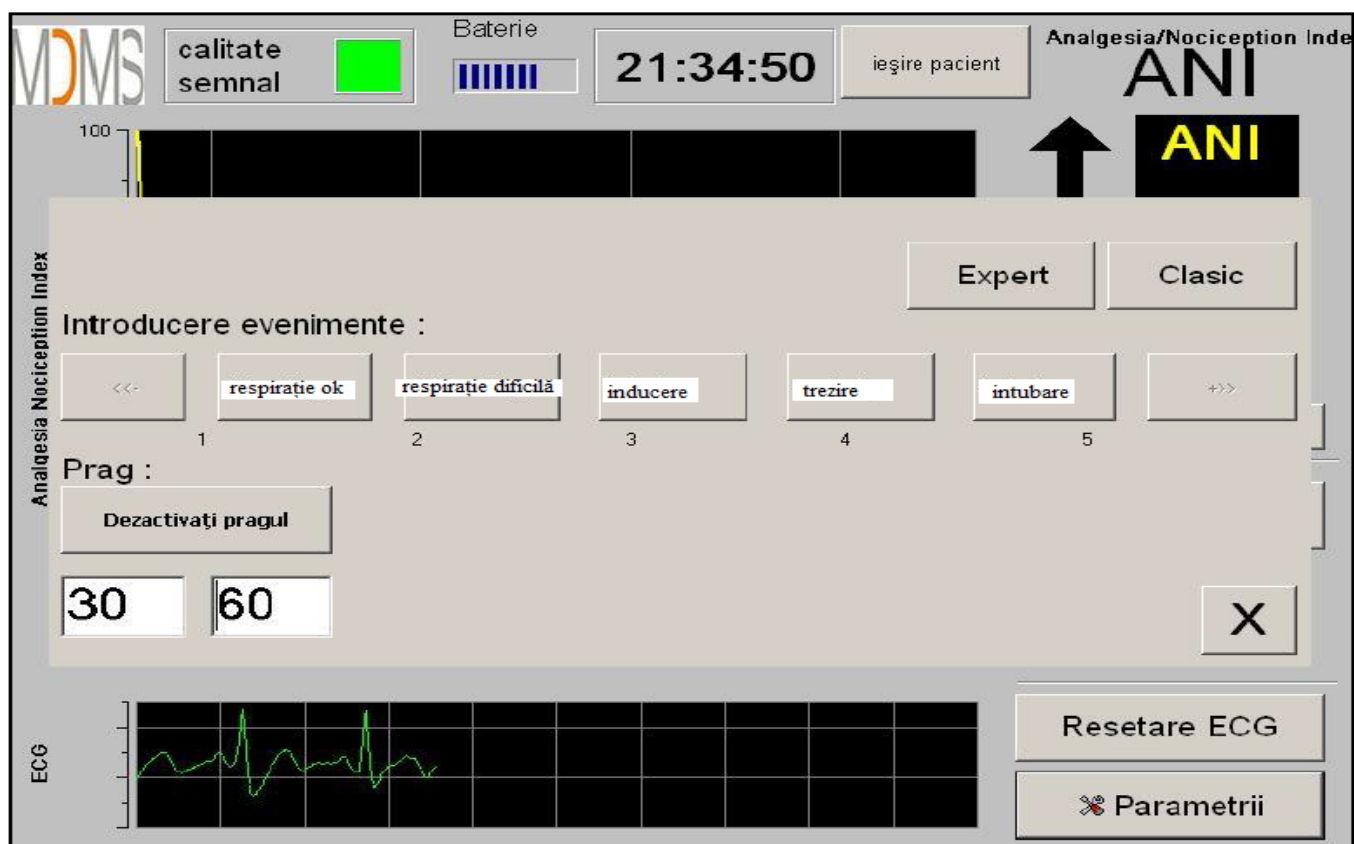 MDMS
calitate
semnal
Baterie
21:34:50
ieşire pacient
Analgesia/Nociception Inde
ANI
ANI
100
Analgesia Nociception Index
Expert
Clasic
Introducere evenimente :
<<-
respirație ok
respirație dificilă
inducere
trezire
intubare
+>>
1
2
3
4
5
Prag :
Dezactivaţi pragul
30
60
X
ECG
Resetare ECG
Parametrii